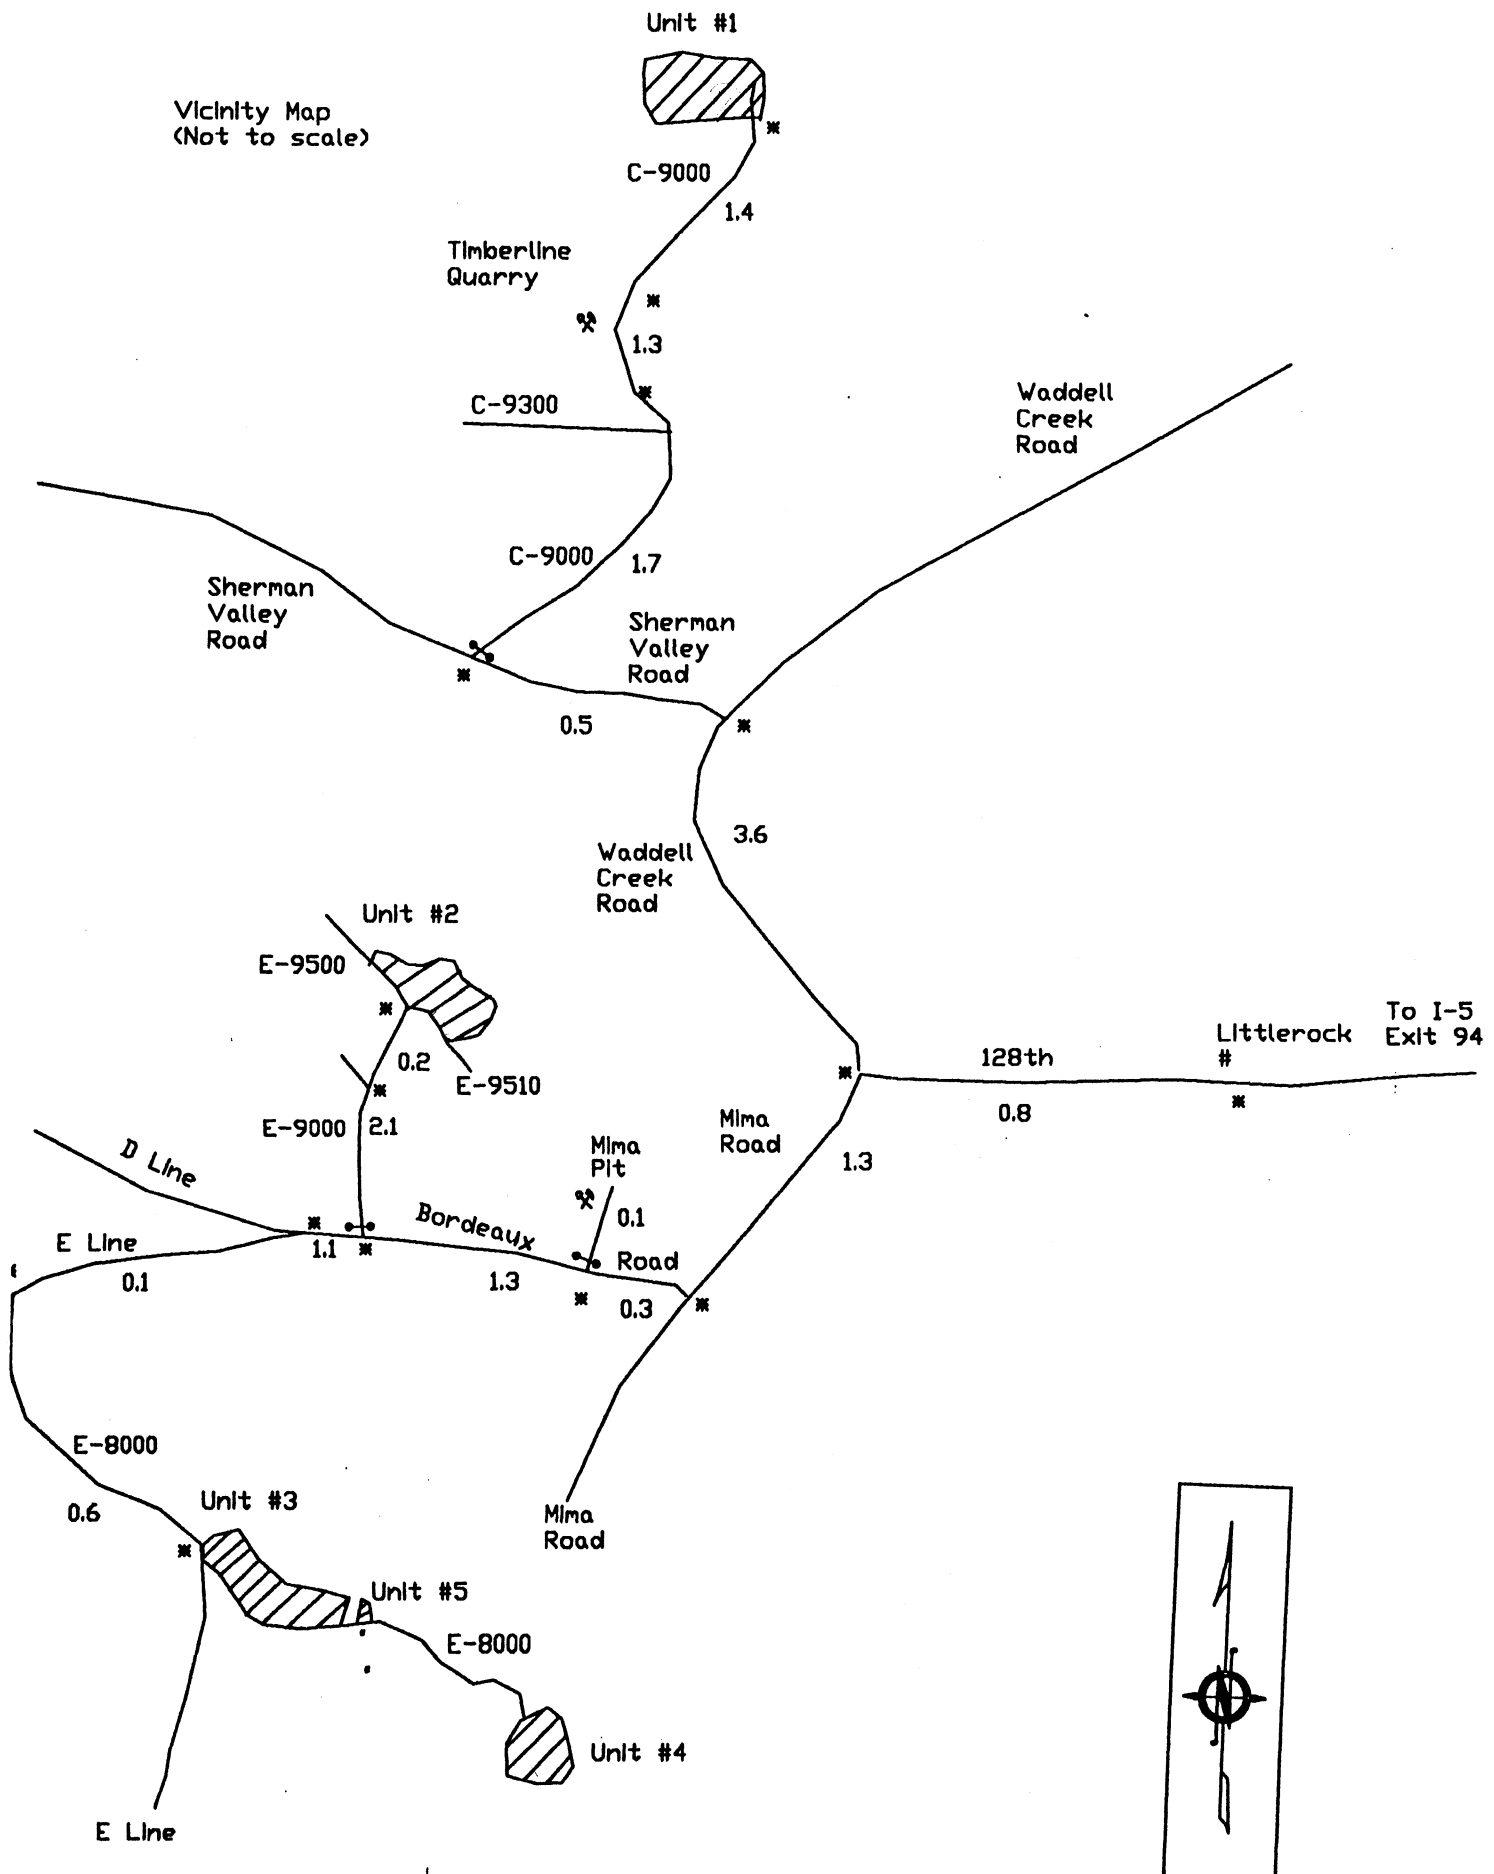 Unit #1
Vicinity Map
(Not to scale)
C-9000
1.4
Timberline
Quarry
1.3
C-9300
Waddell
Creek
Road
C-9000
1.7
Sherman
Valley
Road
Sherman
Valley
Road
0.5
3.6
Waddell
Creek
Road
Unit #2
E-9500
0.2
E-9510
To I-5
Exit 94
Littlerock
#
128th
0.8
E-9000
2.1
Mima
Road
1.3
Mima
Pit
0.1
D Line
Bordeaux
Road
E Line
1.1
0.1
1.3
0.3
E-8000
0.6
Unit #3
Mima
Road
Unit #5
E-8000
Unit #4
E Line
N